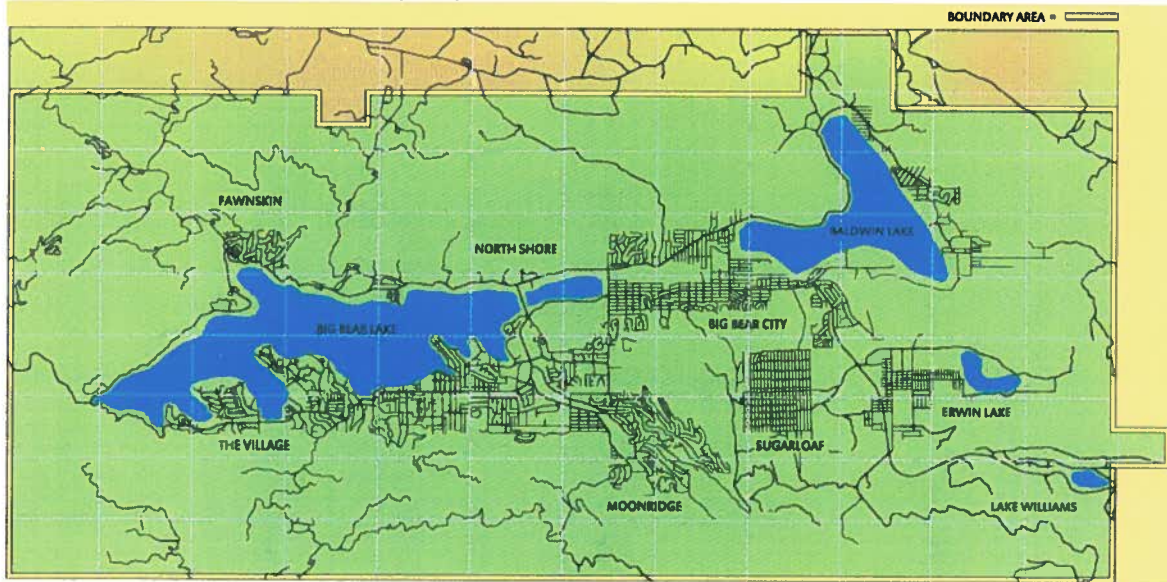 BOUNDARY AREA =
FAWNSKIN
NORTH SHORE
BALDWIN LAKE
BIG BEAR LAKE
BIG BEAR CITY
ERWIN LAKE
THE VILLAGE
SUGARLOAF
MOONRIDGE
LAKE WILLIAMS